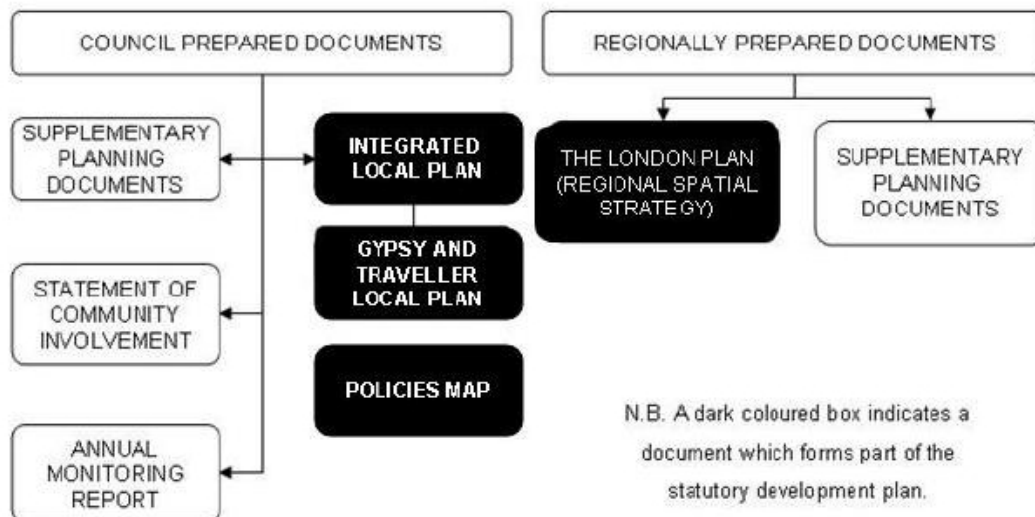 COUNCIL PREPARED DOCUMENTS
REGIONALLY PREPARED DOCUMENTS
SUPPLEMENTARY
PLANNING
DOCUMENTS
INTEGRATED
LOCAL PLAN
THE LONDON PLAN
(REGIONAL SPATIAL
STRATEGY)
SUPPLEMENTARY
PLANNING
DOCUMENTS
GYPSY AND
TRAVELLER
LOCAL PLAN
STATEMENT OF
COMMUNITY
INVOLVEMENT
POLICIES MAP
ANNUAL
MONITORING
REPORT
N.B. A dark coloured box indicates a
document which forms part of the
statutory development plan.